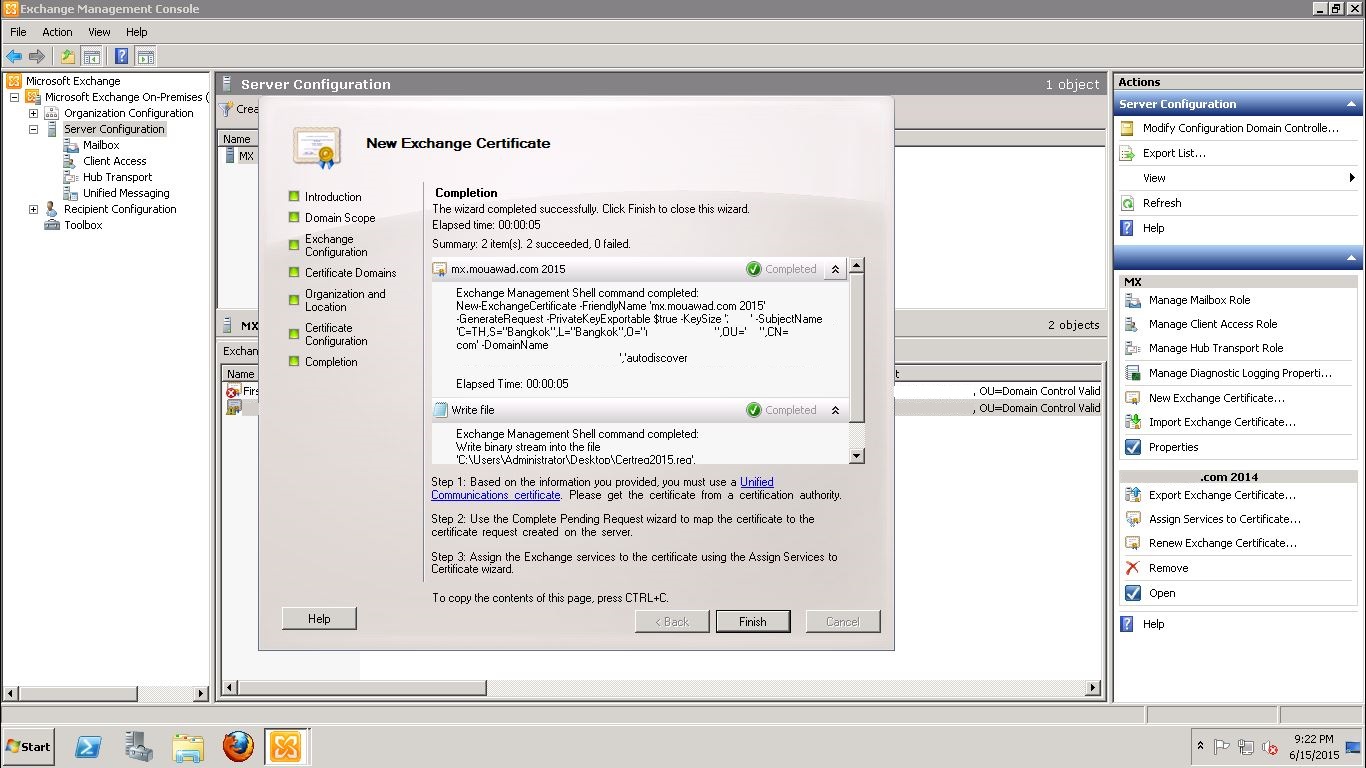 Exchange Management Console
File Action View Help
Microsoft Exchange
Microsoft Exchange On-Premises (
Organization Configuration
Server Configuration
Mailbox
Client Access
Hub Transport
Unified Messaging
Recipient Configuration
Toolbox
Server Configuration 1 object
Crea
Name
MX
MX 2 objects
Exchan
Name t
Firs , OU=Domain Control Valid
, OU=Domain Control Valid
New Exchange Certificate
Introduction
Domain Scope
Exchange
Configuration
Certificate Domains
Organization and
Location
Certificate
Configuration
Completion
Completion
The wizard completed successfully. Click Finish to close this wizard.
Elapsed time: 00:00:05
Summary: 2 item(s). 2 succeeded, 0 failed.
mx.mouawad.com 2015 Completed
Exchange Management Shell command completed:
New-ExchangeCertificate -FriendlyName 'mx.mouawad.com 2015'
-GenerateRequest -PrivateKeyExportable $true -KeySize ' ' -SubjectName
'C=TH,S="Bangkok",L="Bangkok",O=" ",OU=' ",CN=
com' -DomainName
','autodiscover
Elapsed Time: 00:00:05
Write file Completed
Exchange Management Shell command completed:
Write binary stream into the file
'C:\Users\Administrator\Desktop\Certreq2015.req'.
Step 1: Based on the information you provided, you must use a Unified
Communications certificate. Please get the certificate from a certification authority.
Step 2: Use the Complete Pending Request wizard to map the certificate to the
certificate request created on the server.
Step 3: Assign the Exchange services to the certificate using the Assign Services to
Certificate wizard.
To copy the contents of this page, press CTRL+C.
Help < Back Finish Cancel
Actions
Server Configuration
Modify Configuration Domain Controlle...
Export List...
View
Refresh
Help
MX
Manage Mailbox Role
Manage Client Access Role
Manage Hub Transport Role
Manage Diagnostic Logging Properti...
New Exchange Certificate...
Import Exchange Certificate...
Properties
.com 2014
Export Exchange Certificate...
Assign Services to Certificate...
Renew Exchange Certificate...
Remove
Open
Help
Start
9:22 PM
6/15/2015